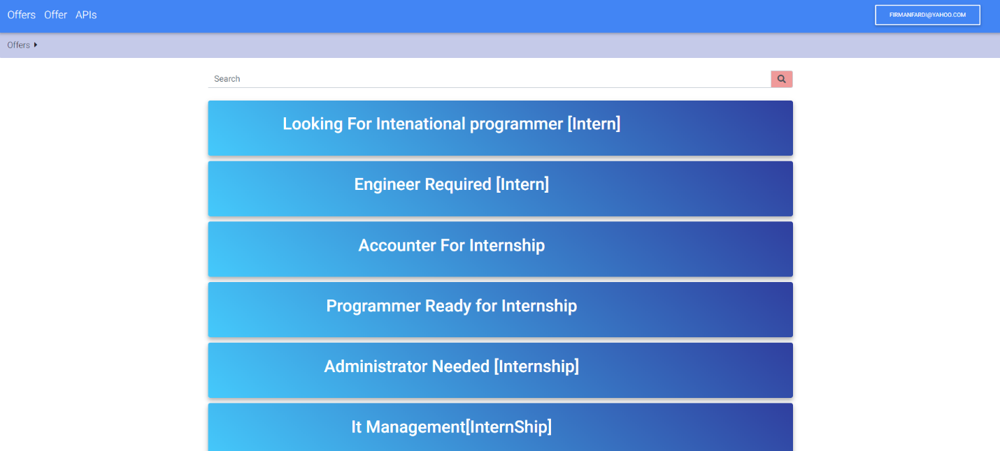 Offers Offer APIs FIRMANFARDI@YAHOO.COM
Offers
Search
Looking For Intenational programmer [Intern]
Engineer Required [Intern]
Accounter For Internship
Programmer Ready for Internship
Administrator Needed [Internship]
It Management[InternShip]